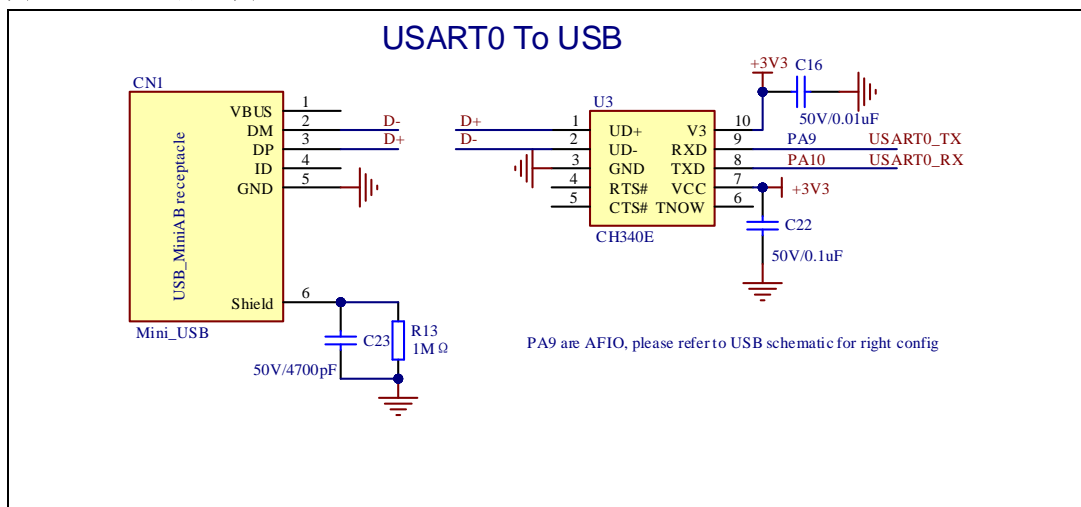 USART0 To USB
CN1
VBUS 1
DM 2 D-
DP 3 D+
ID 4
GND 5
USB_MiniAB receptacle
Shield 6
Mini_USB
C23
50V/4700pF
R13
1MΩ
D+ 1 UD+
D- 2 UD-
3 GND
4 RTS#
5 CTS#
U3
V3 10
RXD 9 PA9 USART0_TX
TXD 8 PA10 USART0_RX
VCC 7 +3V3
TNOW 6
CH340E
+3V3
C16
50V/0.01uF
C22
50V/0.1uF
PA9 are AFIO, please refer to USB schematic for right config